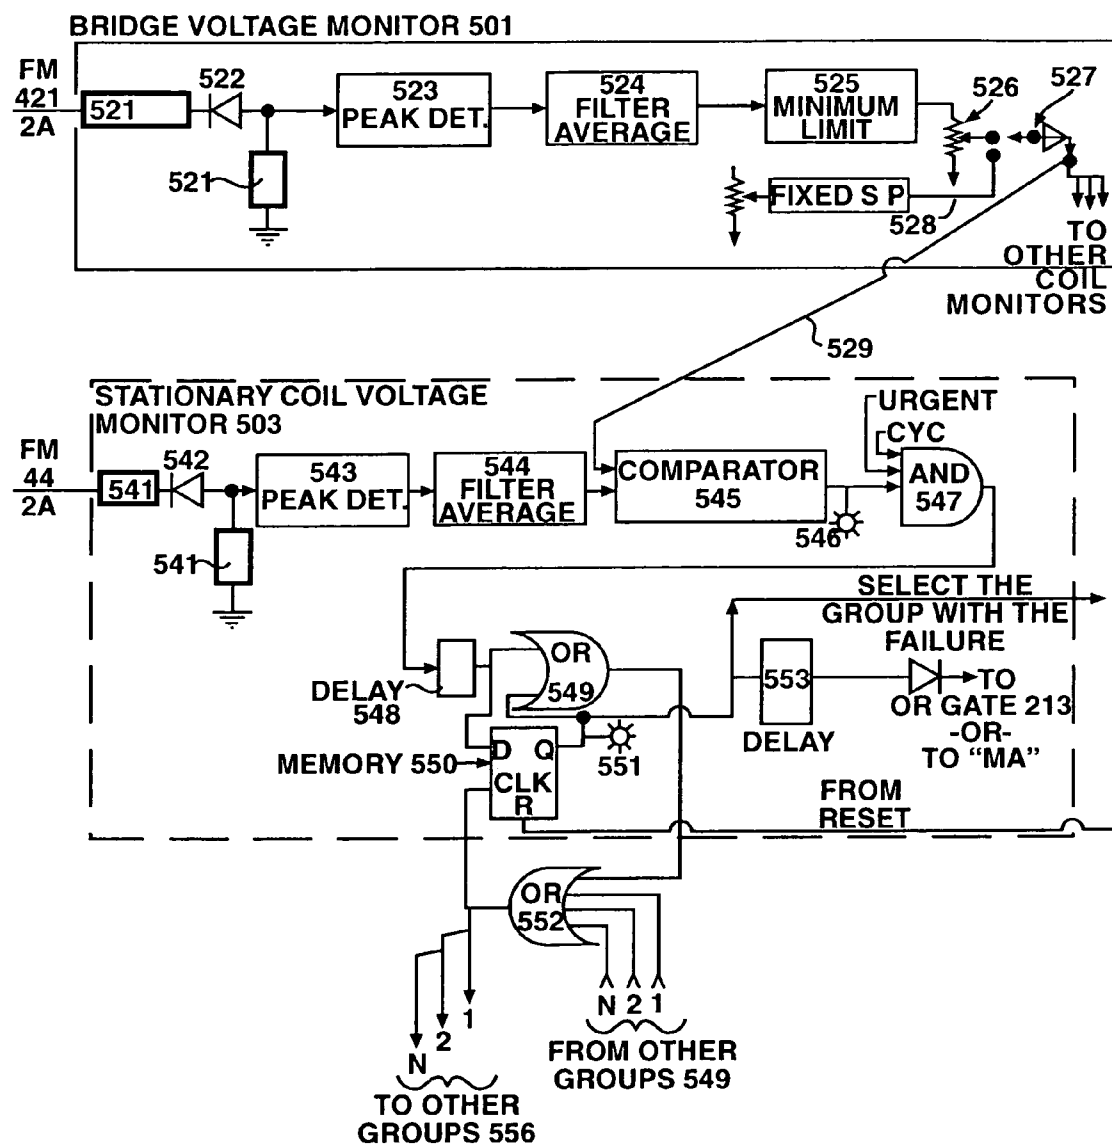 BRIDGE VOLTAGE MONITOR 501
FM
421
2A
521
522
523
PEAK DET.
524
FILTER
AVERAGE
525
MINIMUM
LIMIT
526
527
521
FIXED S P
528
TO
OTHER
COIL
MONITORS
529
STATIONARY COIL VOLTAGE
MONITOR 503
FM
44
2A
541
542
543
PEAK DET.
544
FILTER
AVERAGE
COMPARATOR
545
URGENT
CYC
AND
547
546
541
SELECT THE
GROUP WITH THE
FAILURE
DELAY
548
OR
549
553
DELAY
TO
OR GATE 213
-OR-
TO “MA”
MEMORY 550
D Q
CLK
R
551
FROM
RESET
OR
552
1
2
N
N 2 1
FROM OTHER
GROUPS 549
TO OTHER
GROUPS 556